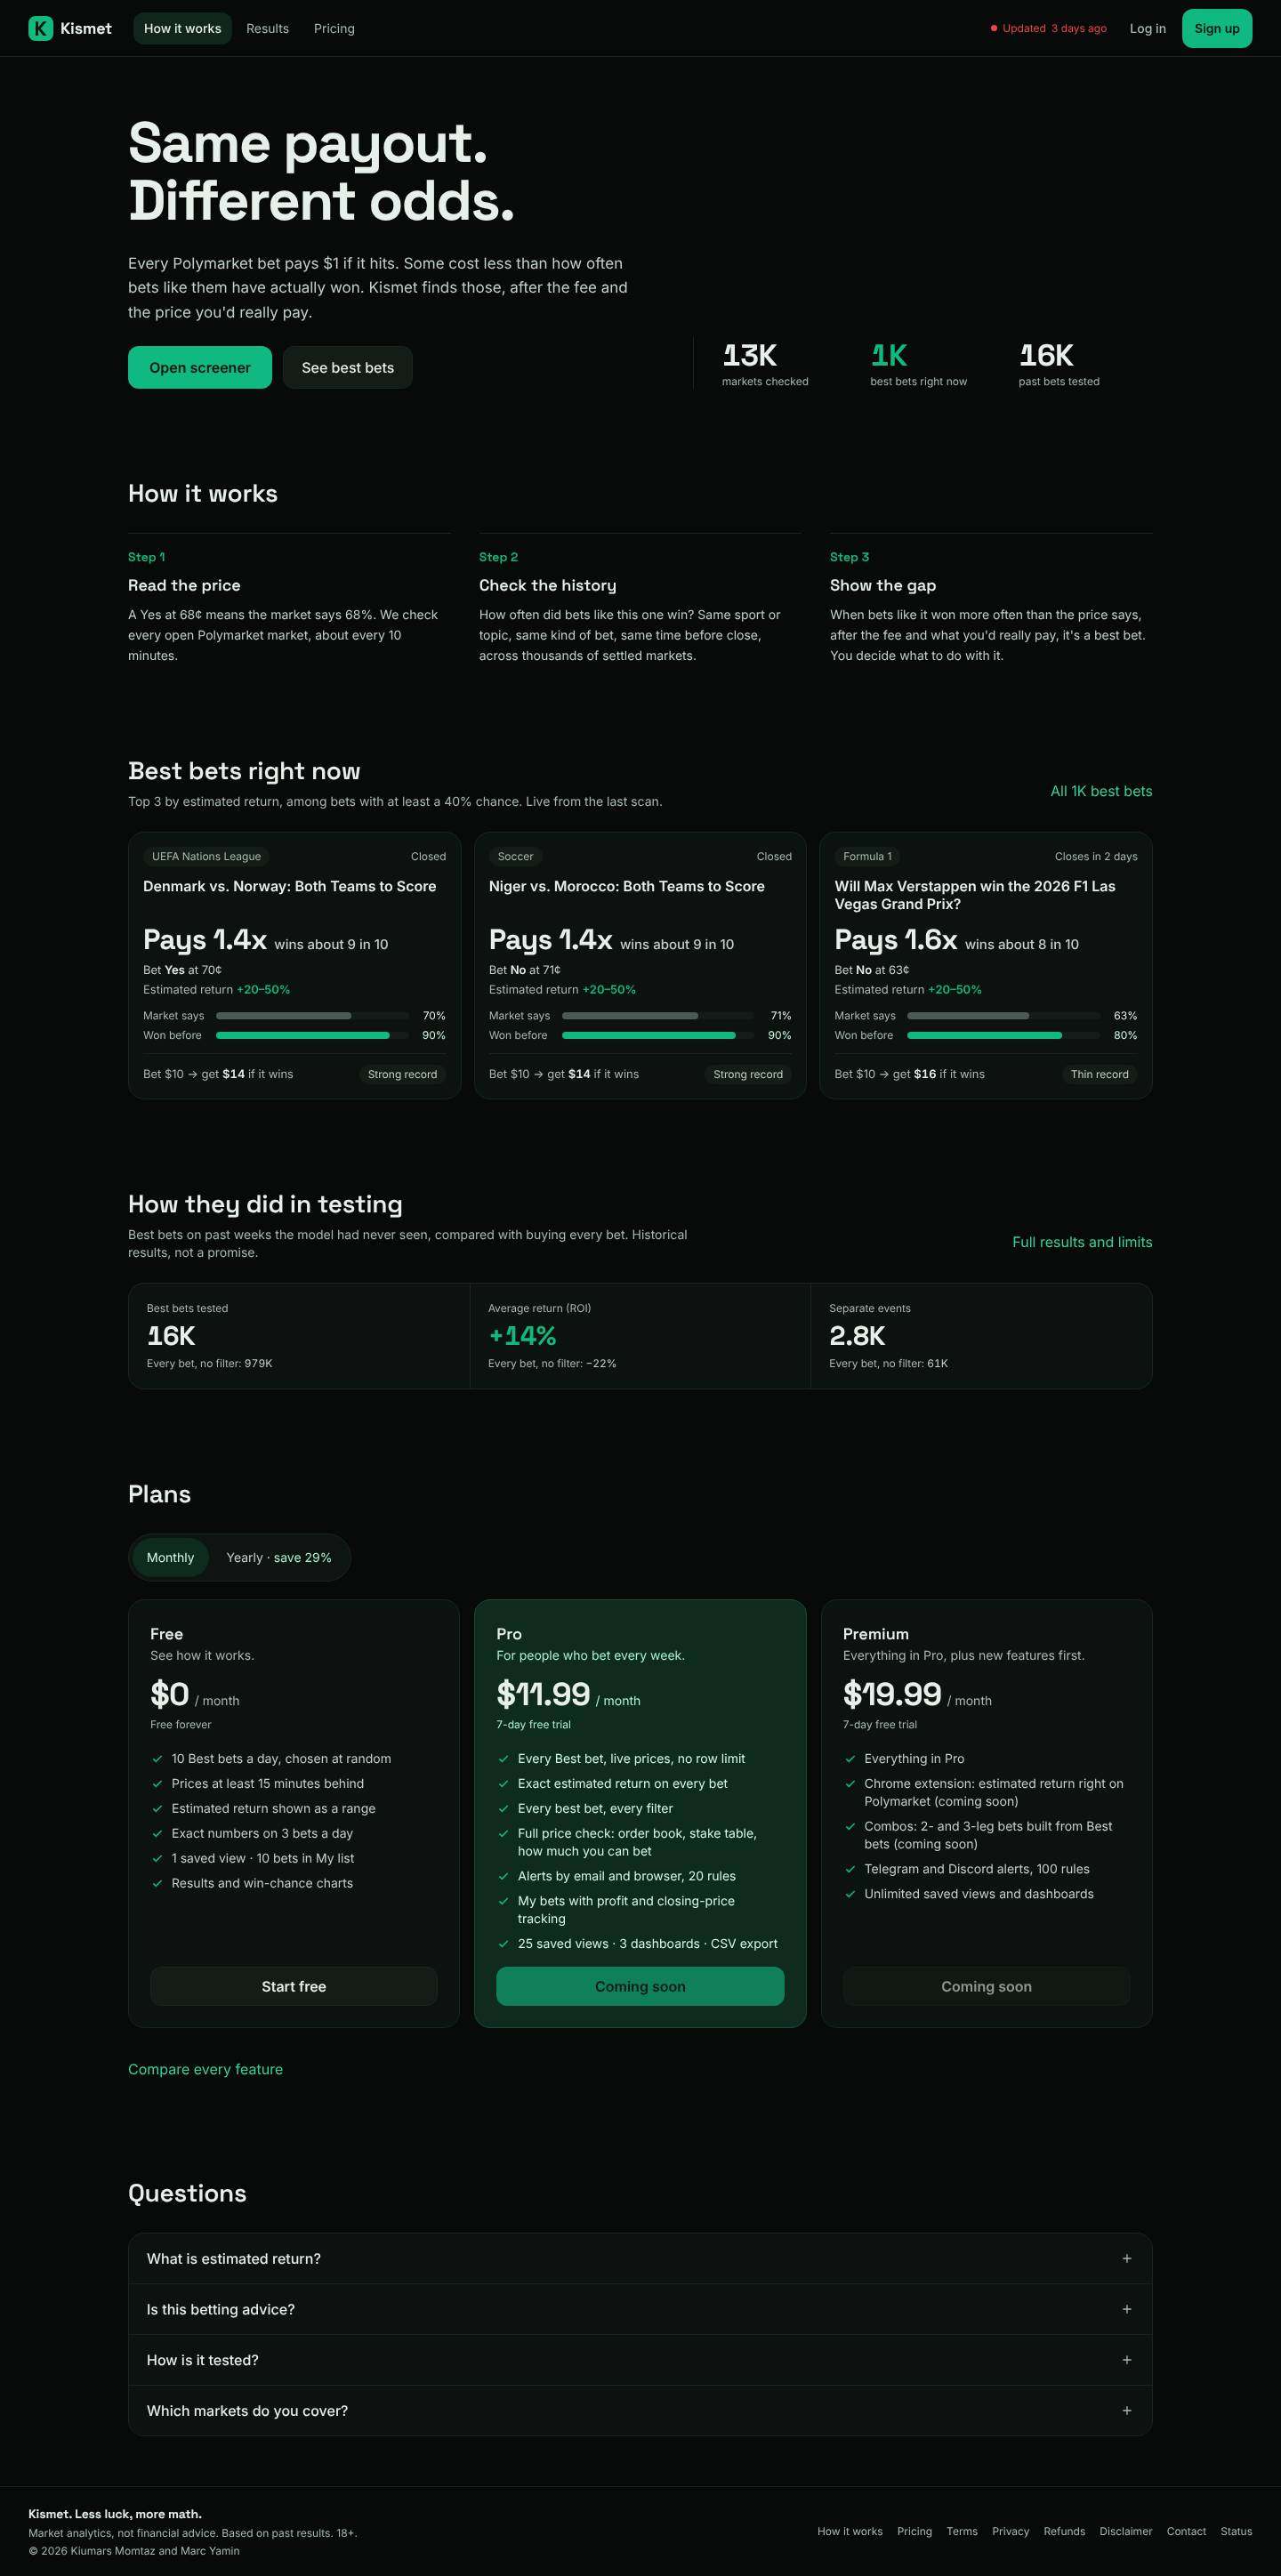 K Kismet How it works Results Pricing Updated 3 days ago Log in Sign up
Same payout.
Different odds.
Every Polymarket bet pays $1 if it hits. Some cost less than how often
bets like them have actually won. Kismet finds those, after the fee and
the price you'd really pay.
Open screener See best bets
13K
markets checked
1K
best bets right now
16K
past bets tested
How it works
Step 1
Read the price
A Yes at 68¢ means the market says 68%. We check
every open Polymarket market, about every 10
minutes.
Step 2
Check the history
How often did bets like this one win? Same sport or
topic, same kind of bet, same time before close,
across thousands of settled markets.
Step 3
Show the gap
When bets like it won more often than the price says,
after the fee and what you'd really pay, it's a best bet.
You decide what to do with it.
Best bets right now
Top 3 by estimated return, among bets with at least a 40% chance. Live from the last scan.
All 1K best bets
UEFA Nations League Closed
Denmark vs. Norway: Both Teams to Score
Pays 1.4x wins about 9 in 10
Bet Yes at 70¢
Estimated return +20–50%
Market says 70%
Won before 90%
Bet $10 → get $14 if it wins Strong record
Soccer Closed
Niger vs. Morocco: Both Teams to Score
Pays 1.4x wins about 9 in 10
Bet No at 71¢
Estimated return +20–50%
Market says 71%
Won before 90%
Bet $10 → get $14 if it wins Strong record
Formula 1 Closes in 2 days
Will Max Verstappen win the 2026 F1 Las
Vegas Grand Prix?
Pays 1.6x wins about 8 in 10
Bet No at 63¢
Estimated return +20–50%
Market says 63%
Won before 80%
Bet $10 → get $16 if it wins Thin record
How they did in testing
Best bets on past weeks the model had never seen, compared with buying every bet. Historical
results, not a promise.
Full results and limits
Best bets tested
16K
Every bet, no filter: 979K
Average return (ROI)
+14%
Every bet, no filter: −22%
Separate events
2.8K
Every bet, no filter: 61K
Plans
Monthly Yearly · save 29%
Free
See how it works.
$0 / month
Free forever
10 Best bets a day, chosen at random
Prices at least 15 minutes behind
Estimated return shown as a range
Exact numbers on 3 bets a day
1 saved view · 10 bets in My list
Results and win-chance charts
Start free
Pro
For people who bet every week.
$11.99 / month
7-day free trial
Every Best bet, live prices, no row limit
Exact estimated return on every bet
Every best bet, every filter
Full price check: order book, stake table,
how much you can bet
Alerts by email and browser, 20 rules
My bets with profit and closing-price
tracking
25 saved views · 3 dashboards · CSV export
Coming soon
Premium
Everything in Pro, plus new features first.
$19.99 / month
7-day free trial
Everything in Pro
Chrome extension: estimated return right on
Polymarket (coming soon)
Combos: 2- and 3-leg bets built from Best
bets (coming soon)
Telegram and Discord alerts, 100 rules
Unlimited saved views and dashboards
Coming soon
Compare every feature
Questions
What is estimated return? +
Is this betting advice? +
How is it tested? +
Which markets do you cover? +
Kismet. Less luck, more math.
Market analytics, not financial advice. Based on past results. 18+.
© 2026 Kiumars Momtaz and Marc Yamin
How it works Pricing Terms Privacy Refunds Disclaimer Contact Status